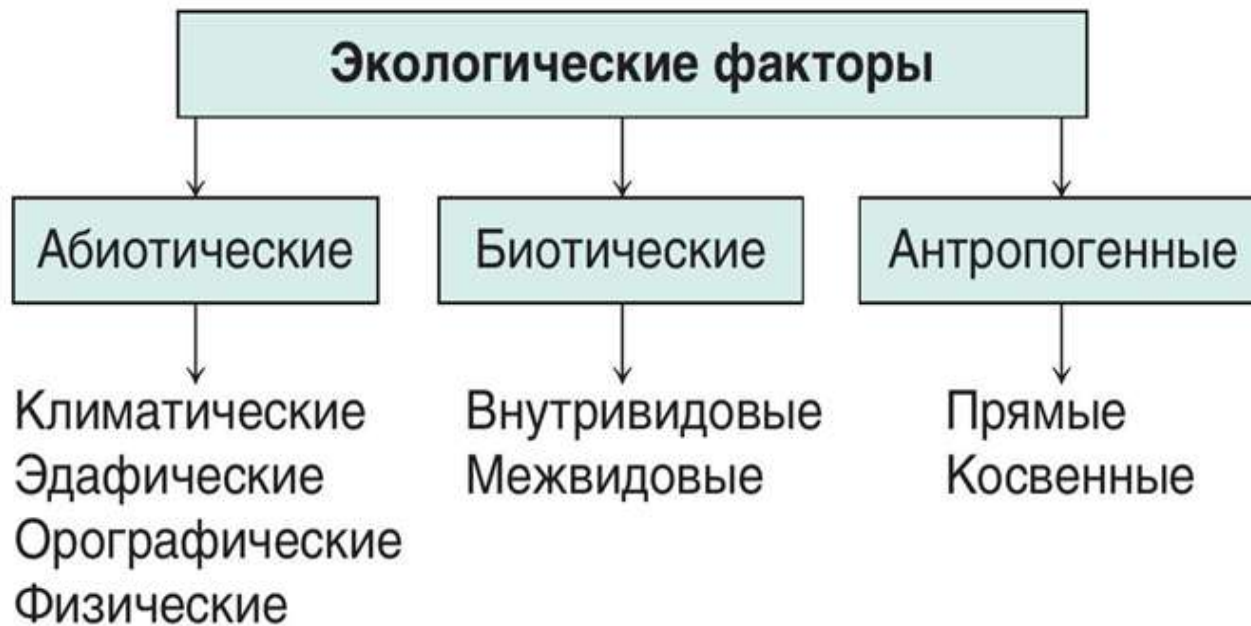 Экологические факторы
Абиотические
Биотические
Антропогенные
Климатические
Эдафические
Орографические
Физические
Внутривидовые
Межвидовые
Прямые
Косвенные